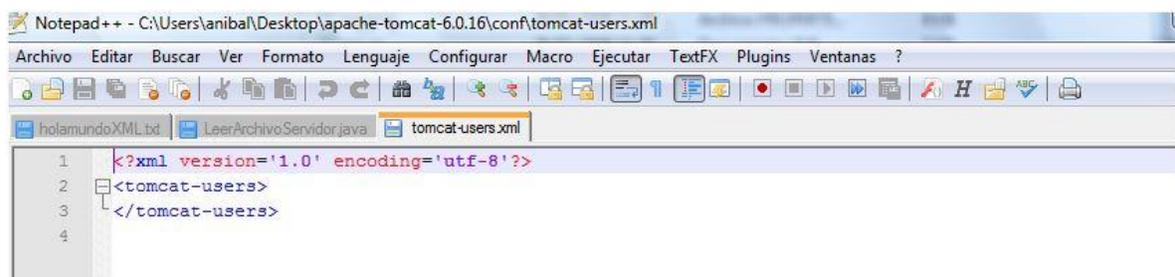 Notepad++ - C:\Users\anibal\Desktop\apache-tomcat-6.0.16\conf\tomcat-users.xml
Archivo Editar Buscar Ver Formato Lenguaje Configurar Macro Ejecutar TextFX Plugins Ventanas ?
holamundoXML.txt LeerArchivoServidor.java tomcat-users.xml
1 <?xml version='1.0' encoding='utf-8'?>
2 <tomcat-users>
3 </tomcat-users>
4